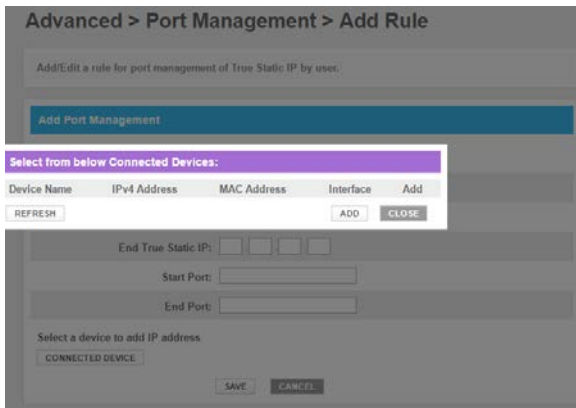 Advanced > Port Management > Add Rule
Add/Edit a rule for port management of True Static IP by user.
Add Port Management
Select from below Connected Devices:
Device Name IPv4 Address MAC Address Interface Add
REFRESH ADD CLOSE
End True Static IP:
Start Port:
End Port:
Select a device to add IP address
CONNECTED DEVICE
SAVE CANCEL